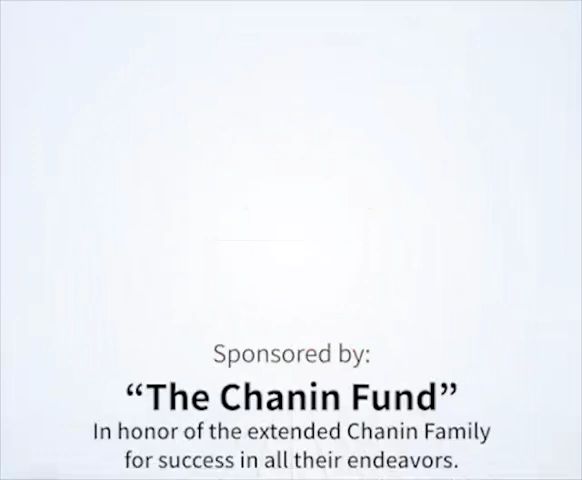 Sponsored by:
“The Chanin Fund”
In honor of the extended Chanin Family
for success in all their endeavors.